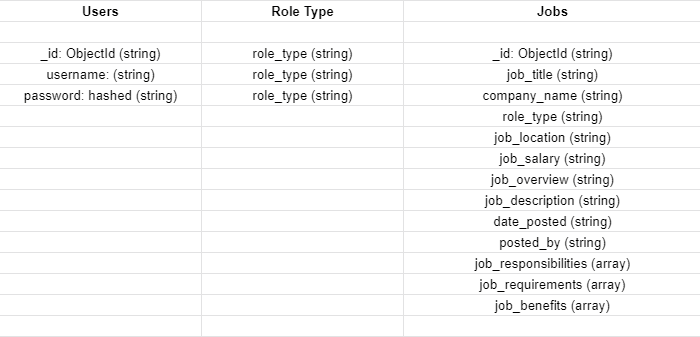 Users Role Type Jobs
_id: ObjectId (string) role_type (string) _id: ObjectId (string)
username: (string) role_type (string) job_title (string)
password: hashed (string) role_type (string) company_name (string)
role_type (string)
job_location (string)
job_salary (string)
job_overview (string)
job_description (string)
date_posted (string)
posted_by (string)
job_responsibilities (array)
job_requirements (array)
job_benefits (array)